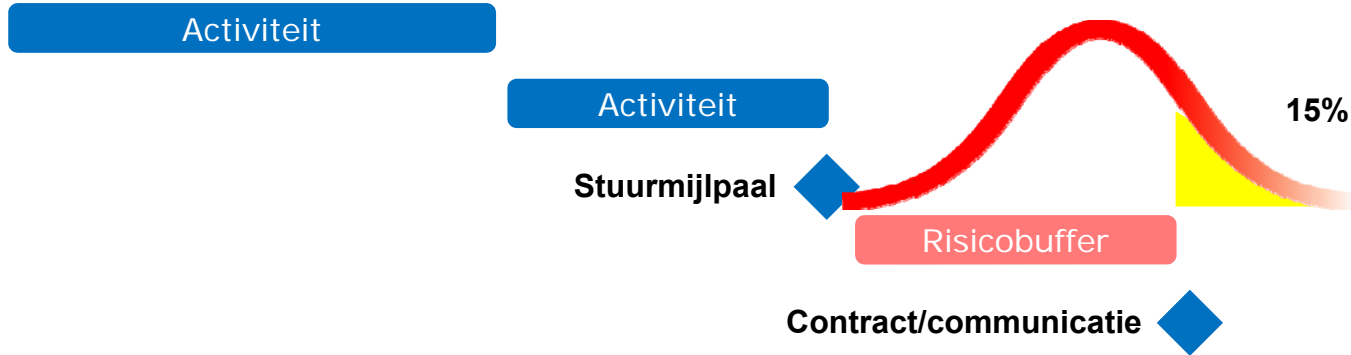 Activiteit
Activiteit
15%
Stuurmijlpaal
Risicobuffer
Contract/communicatie